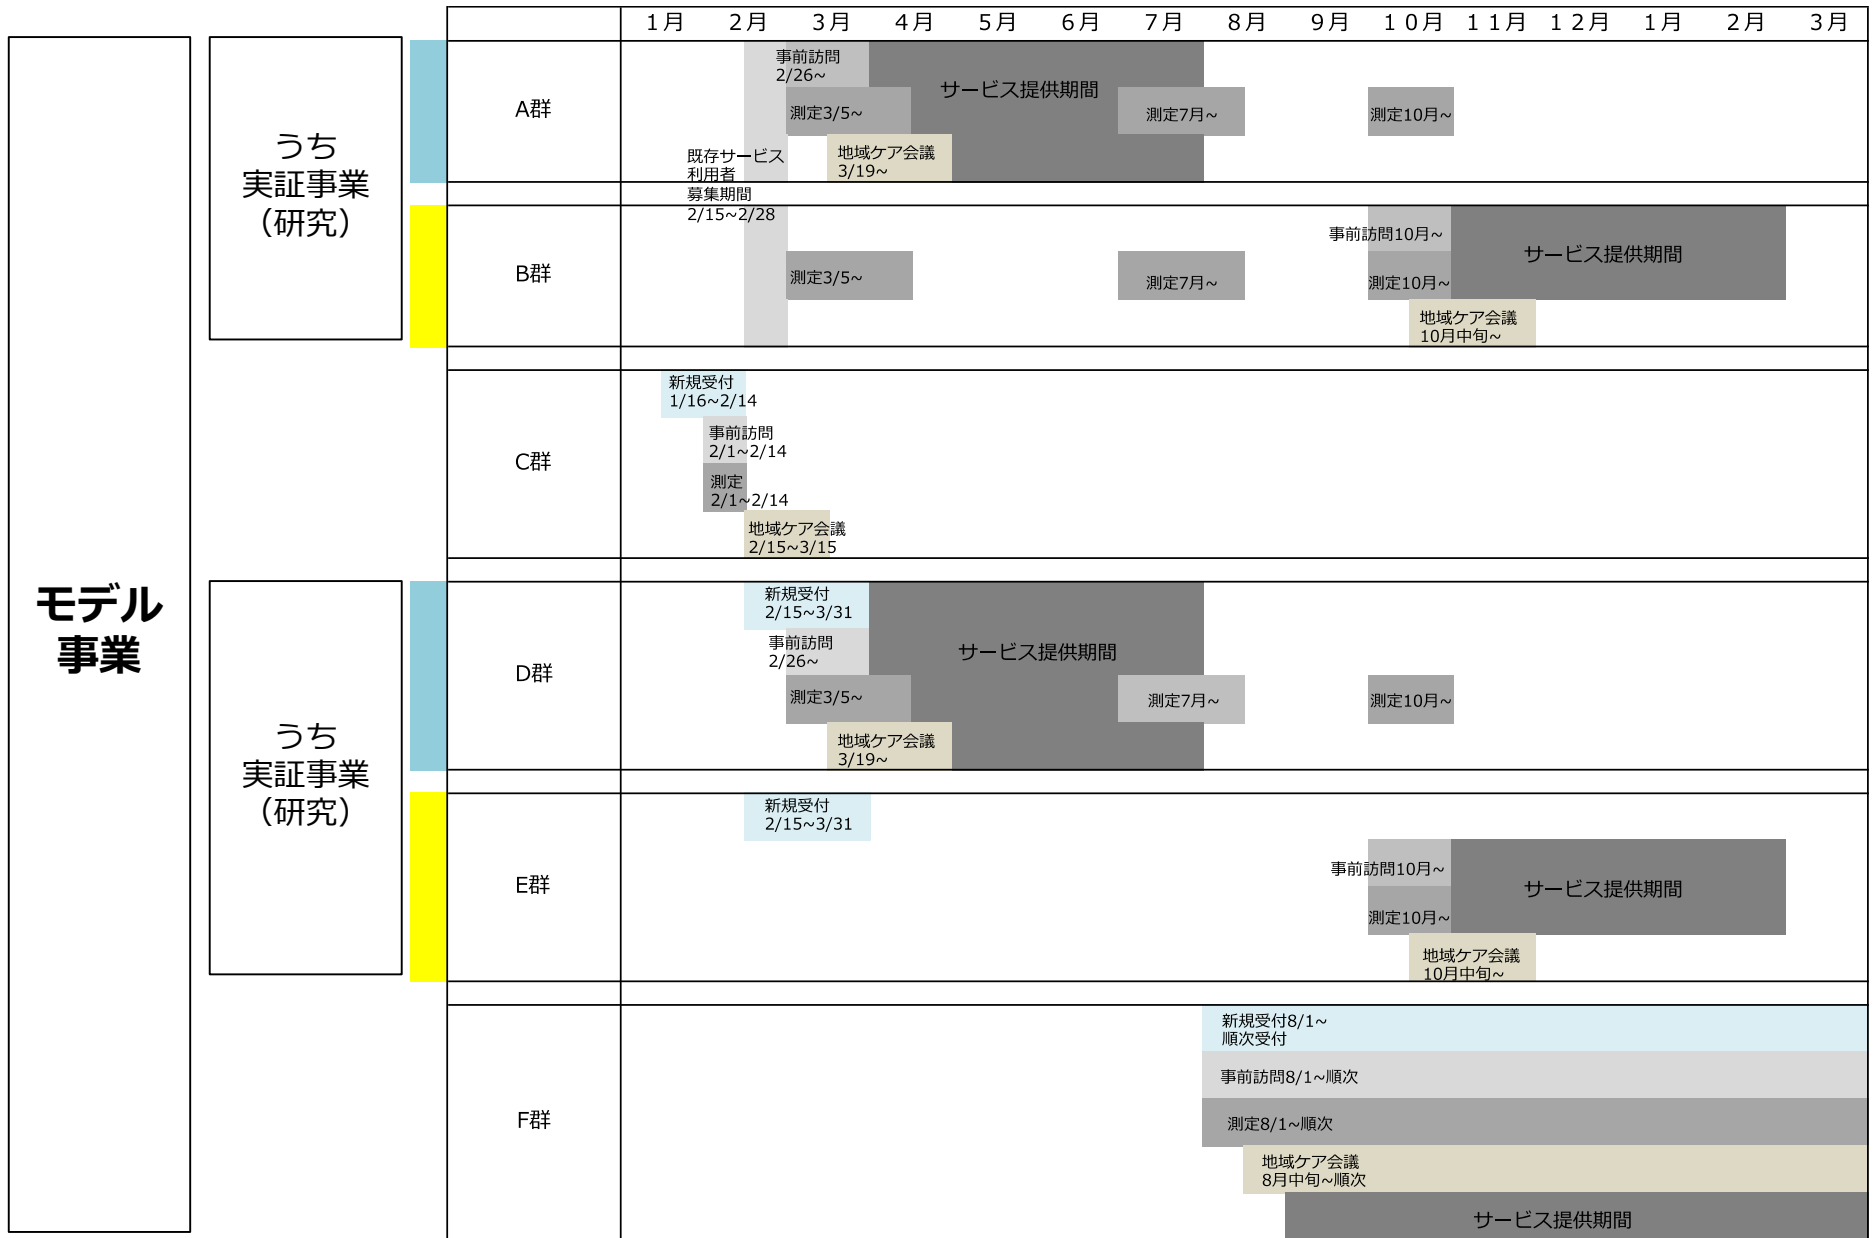 １月 ２月 ３月 ４月 ５月 ６月 ７月 ８月 ９月 １０月 １１月 １２月 １月 ２月 ３月
モデル
事業
うち
実証事業
（研究）
A群
事前訪問
2/26~
サービス提供期間
測定3/5~
測定7月~
測定10月~
地域ケア会議
3/19~
既存サービス
利用者
募集期間
2/15~2/28
B群
事前訪問10月~
サービス提供期間
測定3/5~
測定7月~
測定10月~
地域ケア会議
10月中旬~
C群
新規受付
1/16~2/14
事前訪問
2/1~2/14
測定
2/1~2/14
地域ケア会議
2/15~3/15
うち
実証事業
（研究）
D群
新規受付
2/15~3/31
事前訪問
2/26~
サービス提供期間
測定3/5~
測定7月~
測定10月~
地域ケア会議
3/19~
E群
新規受付
2/15~3/31
事前訪問10月~
サービス提供期間
測定10月~
地域ケア会議
10月中旬~
F群
新規受付8/1~
順次受付
事前訪問8/1~順次
測定8/1~順次
地域ケア会議
8月中旬~順次
サービス提供期間